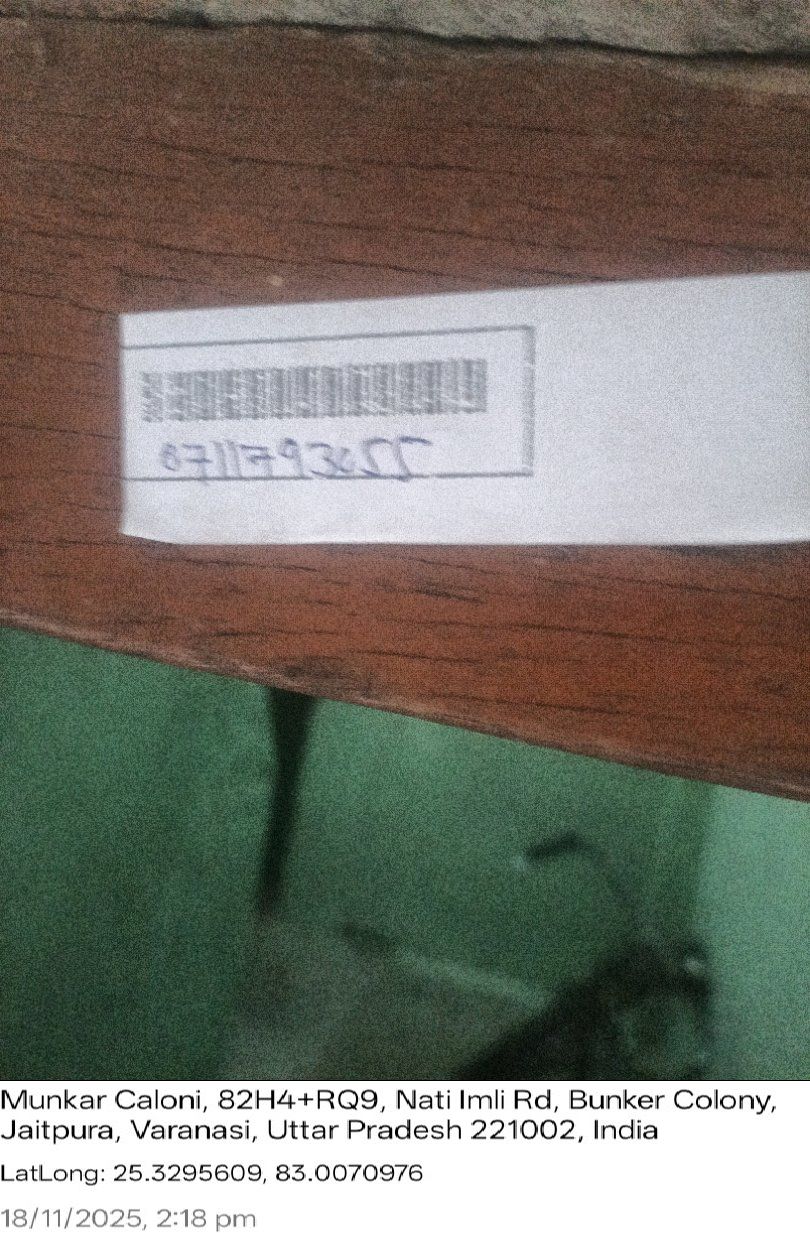 0711793055
Munkar Caloni, 82H4+RQ9, Nati Imli Rd, Bunker Colony,
Jaitpura, Varanasi, Uttar Pradesh 221002, India
LatLong: 25.3295609, 83.0070976
18/11/2025, 2:18 pm